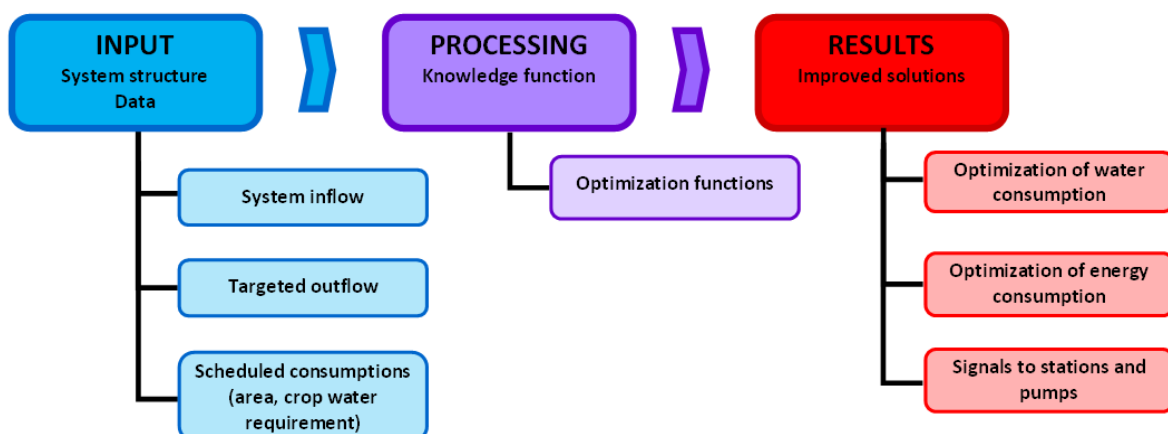 INPUT
System structure
Data
System inflow
Targeted outflow
Scheduled consumptions
(area, crop water
requirement)
PROCESSING
Knowledge function
Optimization functions
RESULTS
Improved solutions
Optimization of water
consumption
Optimization of energy
consumption
Signals to stations and
pumps